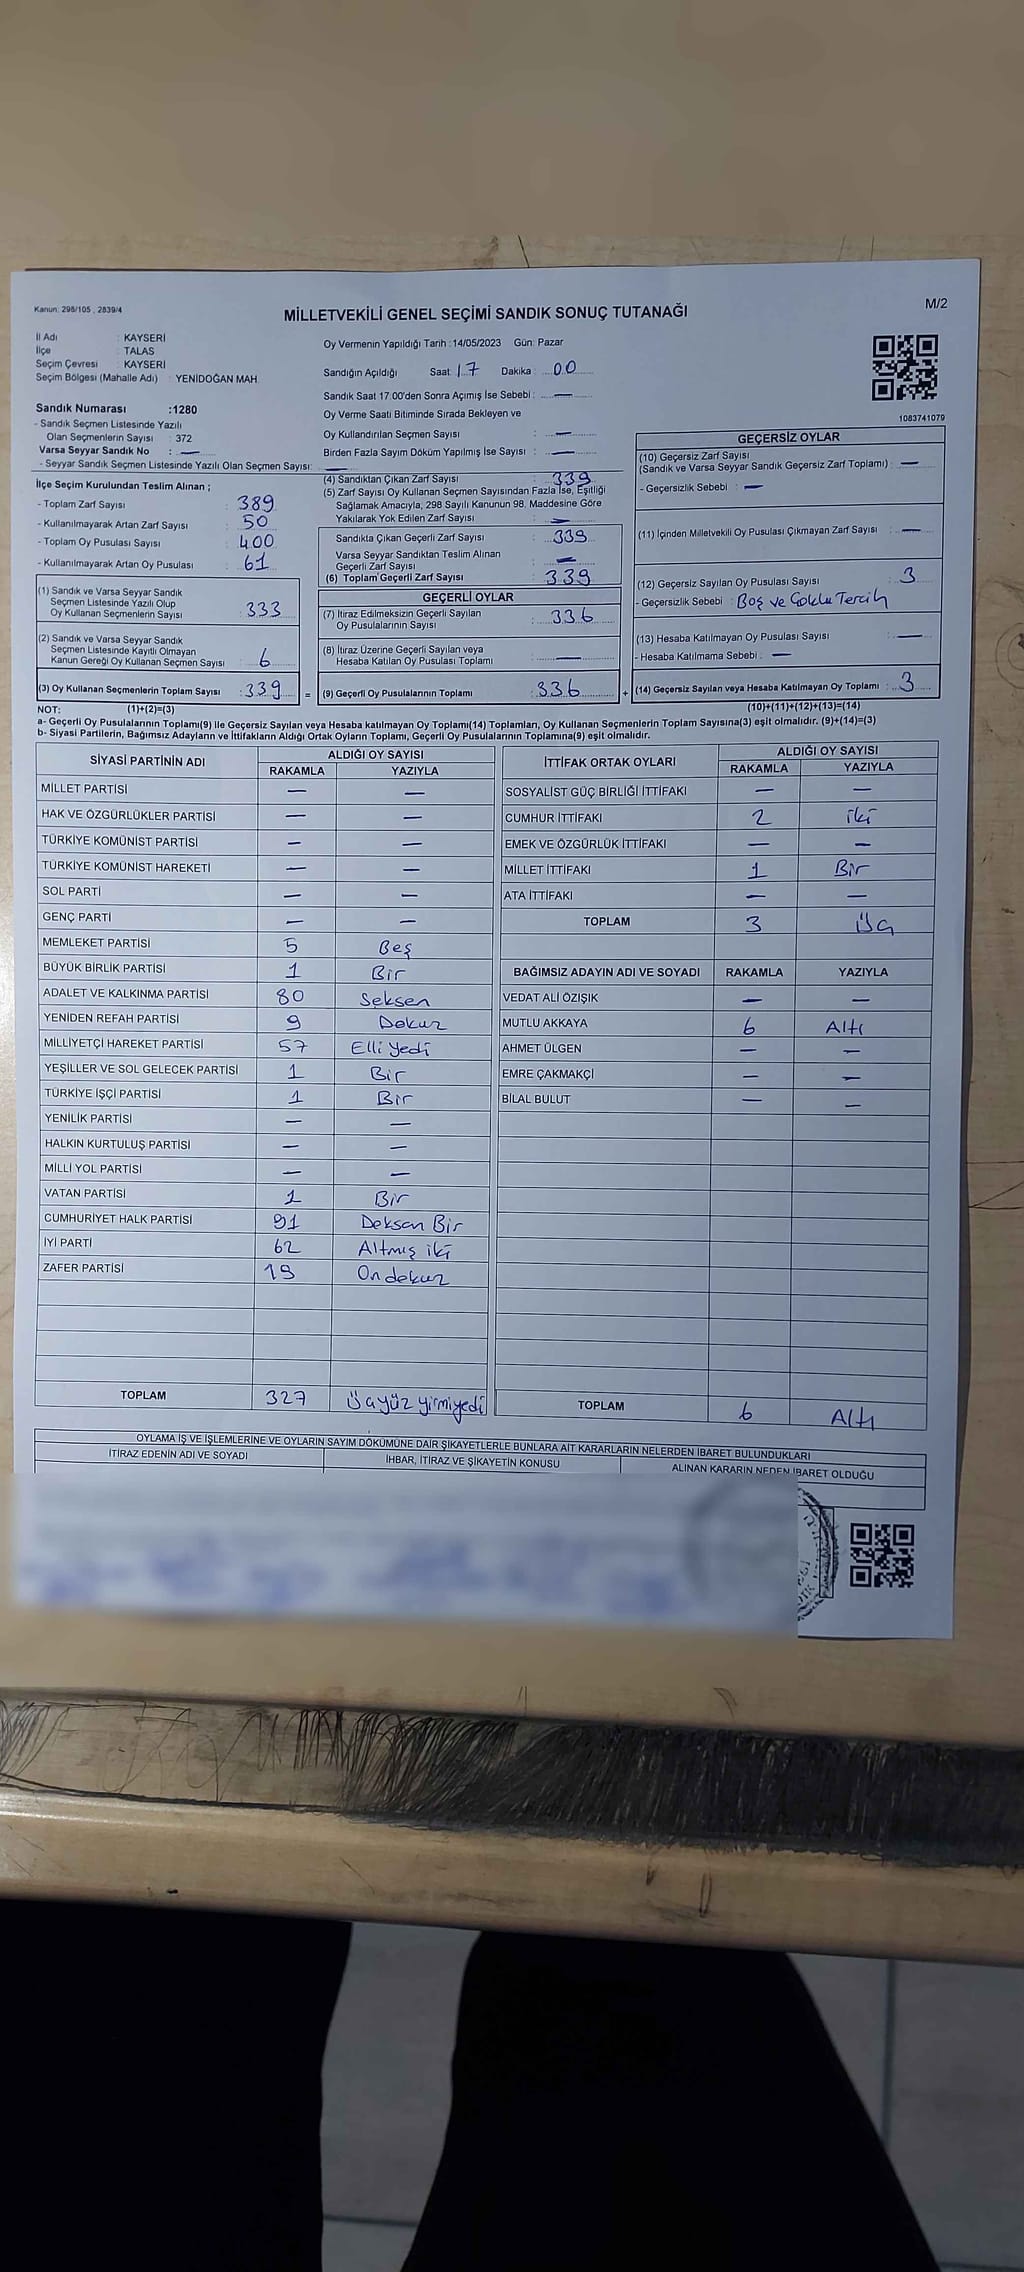 Kanun: 298/105 , 2839/4
MİLLETVEKİLİ GENEL SEÇİMİ SANDIK SONUÇ TUTANAĞI
M/2
İl Adı : KAYSERİ
İlçe : TALAS
Seçim Çevresi : KAYSERİ
Seçim Bölgesi (Mahalle Adı) : YENİDOĞAN MAH
Sandık Numarası :1280
- Sandık Seçmen Listesinde Yazılı
Olan Seçmenlerin Sayısı : 372
Varsa Seyyar Sandık No : —
- Seyyar Sandık Seçmen Listesinde Yazılı Olan Seçmen Sayısı: —
Oy Vermenin Yapıldığı Tarih :14/05/2023 Gün: Pazar
Sandığın Açıldığı Saat 17 Dakika : 00
Sandık Saat 17.00'den Sonra Açımış İse Sebebi : —
Oy Verme Saati Bitiminde Sırada Bekleyen ve
Oy Kullandırılan Seçmen Sayısı : —
Birden Fazla Sayım Döküm Yapılmış İse Sayısı : —
1083741079
İlçe Seçim Kurulundan Teslim Alınan ;
- Toplam Zarf Sayısı : 389
- Kullanılmayarak Artan Zarf Sayısı : 50
- Toplam Oy Pusulası Sayısı : 400
- Kullanılmayarak Artan Oy Pusulası : 61
(1) Sandık ve Varsa Seyyar Sandık
Seçmen Listesinde Yazılı Olup
Oy Kullanan Seçmenlerin Sayısı : 333
(2) Sandık ve Varsa Seyyar Sandık
Seçmen Listesinde Kayıtlı Olmayan
Kanun Gereği Oy Kullanan Seçmen Sayısı : 6
(3) Oy Kullanan Seçmenlerin Toplam Sayısı : 339 =
(4) Sandıktan Çıkan Zarf Sayısı : 339
(5) Zarf Sayısı Oy Kullanan Seçmen Sayısından Fazla İse, Eşitliği
Sağlamak Amacıyla, 298 Sayılı Kanunun 98. Maddesine Göre
Yakılarak Yok Edilen Zarf Sayısı : —
Sandıkla Çıkan Geçerli Zarf Sayısı : 339
Varsa Seyyar Sandıktan Teslim Alınan
Geçerli Zarf Sayısı : —
(6) Toplam Geçerli Zarf Sayısı : 339
GEÇERLİ OYLAR
(7) İtiraz Edilmeksizin Geçerli Sayılan
Oy Pusulalarının Sayısı : 336
(8) İtiraz Üzerine Geçerli Sayılan veya
Hesaba Katılan Oy Pusulası Toplamı : —
(9) Geçerli Oy Pusulalarının Toplamı : 336 +
GEÇERSİZ OYLAR
(10) Geçersiz Zarf Sayısı
(Sandık ve Varsa Seyyar Sandık Geçersiz Zarf Toplamı) : —
- Geçersizlik Sebebi : —
(11) İçinden Milletvekili Oy Pusulası Çıkmayan Zarf Sayısı : —
(12) Geçersiz Sayılan Oy Pusulası Sayısı : 3
- Geçersizlik Sebebi : Boş ve Çoklu Tercih
(13) Hesaba Katılmayan Oy Pusulası Sayısı : —
- Hesaba Katılmama Sebebi : —
(14) Geçersiz Sayılan veya Hesaba Katılmayan Oy Toplamı : 3
NOT: (1)+(2)=(3)
(10)+(11)+(12)+(13)=(14)
a- Geçerli Oy Pusulalarının Toplamı(9) ile Geçersiz Sayılan veya Hesaba katılmayan Oy Toplamı(14) Toplamları, Oy Kullanan Seçmenlerin Toplam Sayısına(3) eşit olmalıdır. (9)+(14)=(3)
b- Siyasi Partilerin, Bağımsız Adayların ve İttifakların Aldığı Ortak Oyların Toplamı, Geçerli Oy Pusulalarının Toplamına(9) eşit olmalıdır.
SİYASİ PARTİNİN ADI ALDIĞI OY SAYISI
RAKAMLA YAZIYLA
MİLLET PARTİSİ — —
HAK VE ÖZGÜRLÜKLER PARTİSİ — —
TÜRKİYE KOMÜNİST PARTİSİ — —
TÜRKİYE KOMÜNİST HAREKETİ — —
SOL PARTİ — —
GENÇ PARTİ — —
MEMLEKET PARTİSİ 5 Beş
BÜYÜK BİRLİK PARTİSİ 1 Bir
ADALET VE KALKINMA PARTİSİ 80 Seksen
YENİDEN REFAH PARTİSİ 9 Dokuz
MİLLİYETÇİ HAREKET PARTİSİ 57 Elli Yedi
YEŞİLLER VE SOL GELECEK PARTİSİ 1 Bir
TÜRKİYE İŞÇİ PARTİSİ 1 Bir
YENİLİK PARTİSİ — —
HALKIN KURTULUŞ PARTİSİ — —
MİLLİ YOL PARTİSİ — —
VATAN PARTİSİ 1 Bir
CUMHURİYET HALK PARTİSİ 91 Doksan Bir
İYİ PARTİ 62 Altmış iki
ZAFER PARTİSİ 19 On dokuz
TOPLAM 327 Üçyüz yirmiyedi
İTTİFAK ORTAK OYLARI ALDIĞI OY SAYISI
RAKAMLA YAZIYLA
SOSYALİST GÜÇ BİRLİĞİ İTTİFAKI — —
CUMHUR İTTİFAKI 2 iki
EMEK VE ÖZGÜRLÜK İTTİFAKI — —
MİLLET İTTİFAKI 1 Bir
ATA İTTİFAKI — —
TOPLAM 3 Üç
BAĞIMSIZ ADAYIN ADI VE SOYADI RAKAMLA YAZIYLA
VEDAT ALİ ÖZIŞIK — —
MUTLU AKKAYA 6 Altı
AHMET ÜLGEN — —
EMRE ÇAKMAKÇİ — —
BİLAL BULUT — —
TOPLAM 6 Altı
OYLAMA İŞ VE İŞLEMLERİNE VE OYLARIN SAYIM DÖKÜMÜNE DAİR ŞİKAYETLERLE BUNLARA AİT KARARLARIN NELERDEN İBARET BULUNDUKLARI
İTİRAZ EDENİN ADI VE SOYADI İHBAR, İTİRAZ VE ŞİKAYETİN KONUSU ALINAN KARARIN NEDEN İBARET OLDUĞU